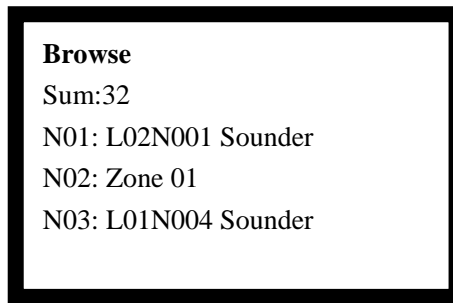 Browse
Sum:32
N01: L02N001 Sounder
N02: Zone 01
N03: L01N004 Sounder